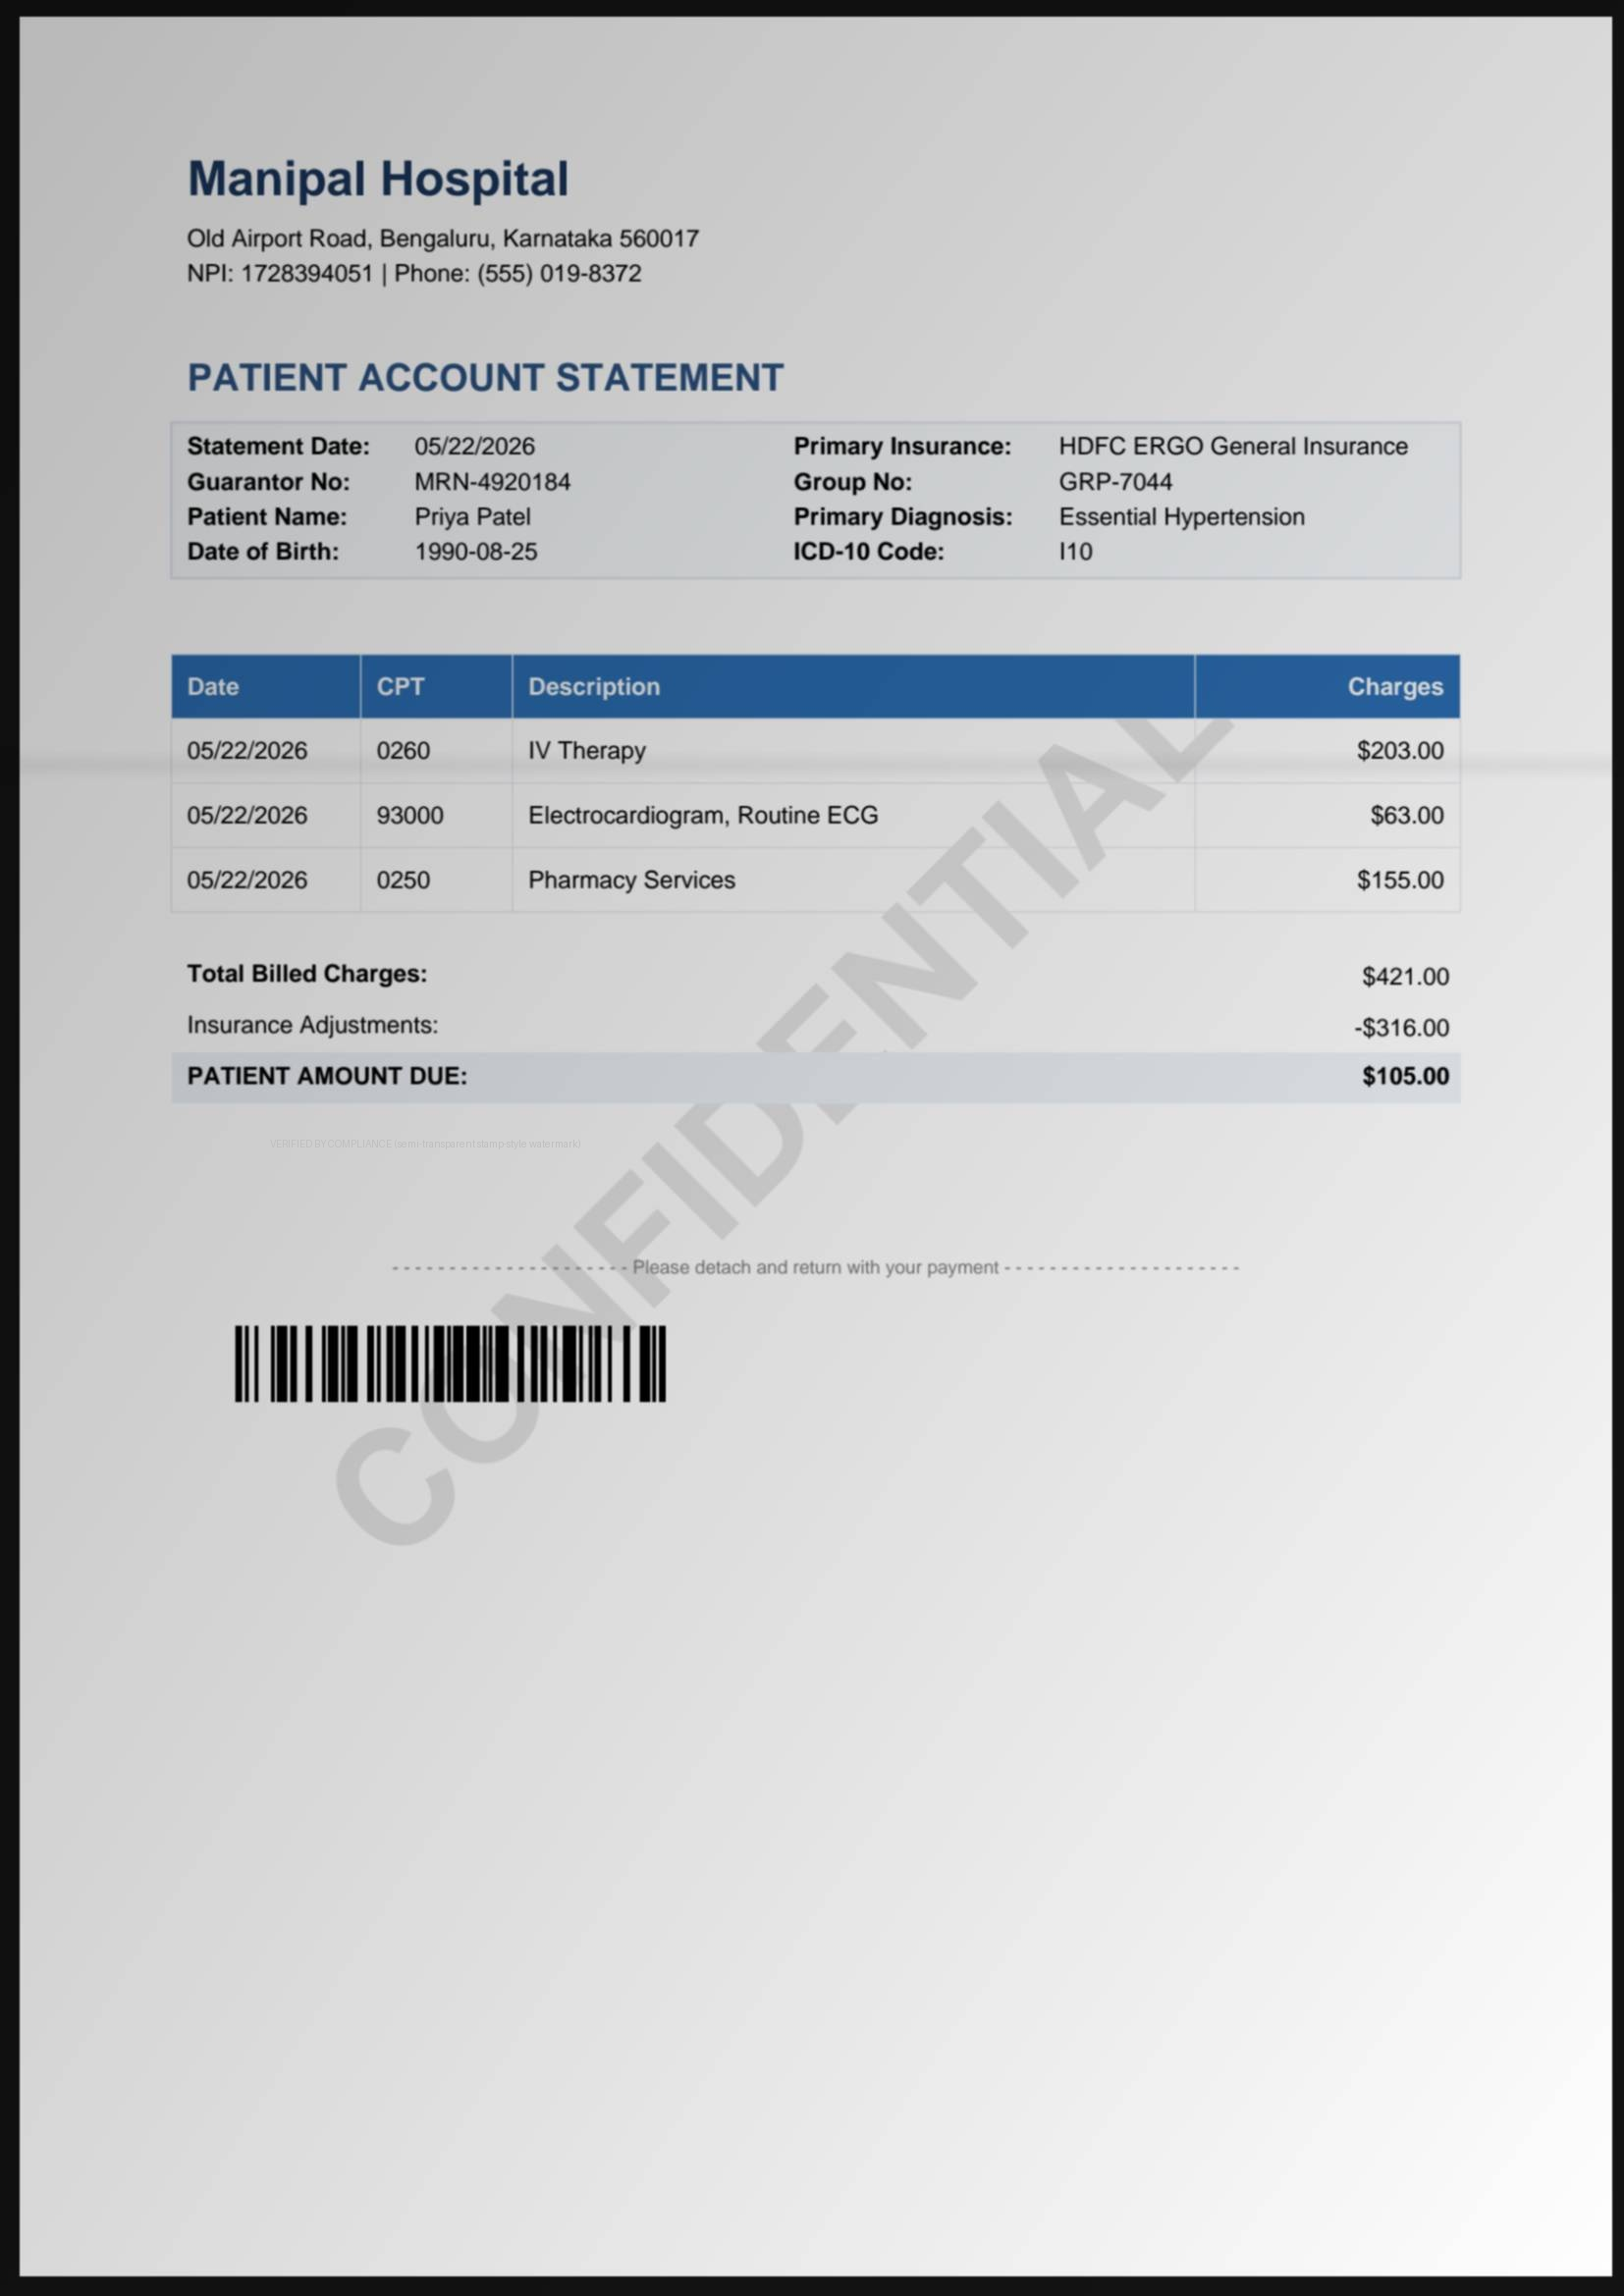 Manipal Hospital
Old Airport Road, Bengaluru, Karnataka 560017
NPI: 1728394051 | Phone: (555) 019-8372
PATIENT ACCOUNT STATEMENT
Statement Date: 05/22/2026 Primary Insurance: HDFC ERGO General Insurance
Guarantor No: MRN-4920184 Group No: GRP-7044
Patient Name: Priya Patel Primary Diagnosis: Essential Hypertension
Date of Birth: 1990-08-25 ICD-10 Code: I10
Date CPT Description Charges
05/22/2026 0260 IV Therapy $203.00
05/22/2026 93000 Electrocardiogram, Routine ECG $63.00
05/22/2026 0250 Pharmacy Services $155.00
Total Billed Charges: $421.00
Insurance Adjustments: -$316.00
PATIENT AMOUNT DUE: $105.00
VERIFIED BY COMPLIANCE (semi-transparent stamp-style watermark)
Please detach and return with your payment
CONFIDENTIAL